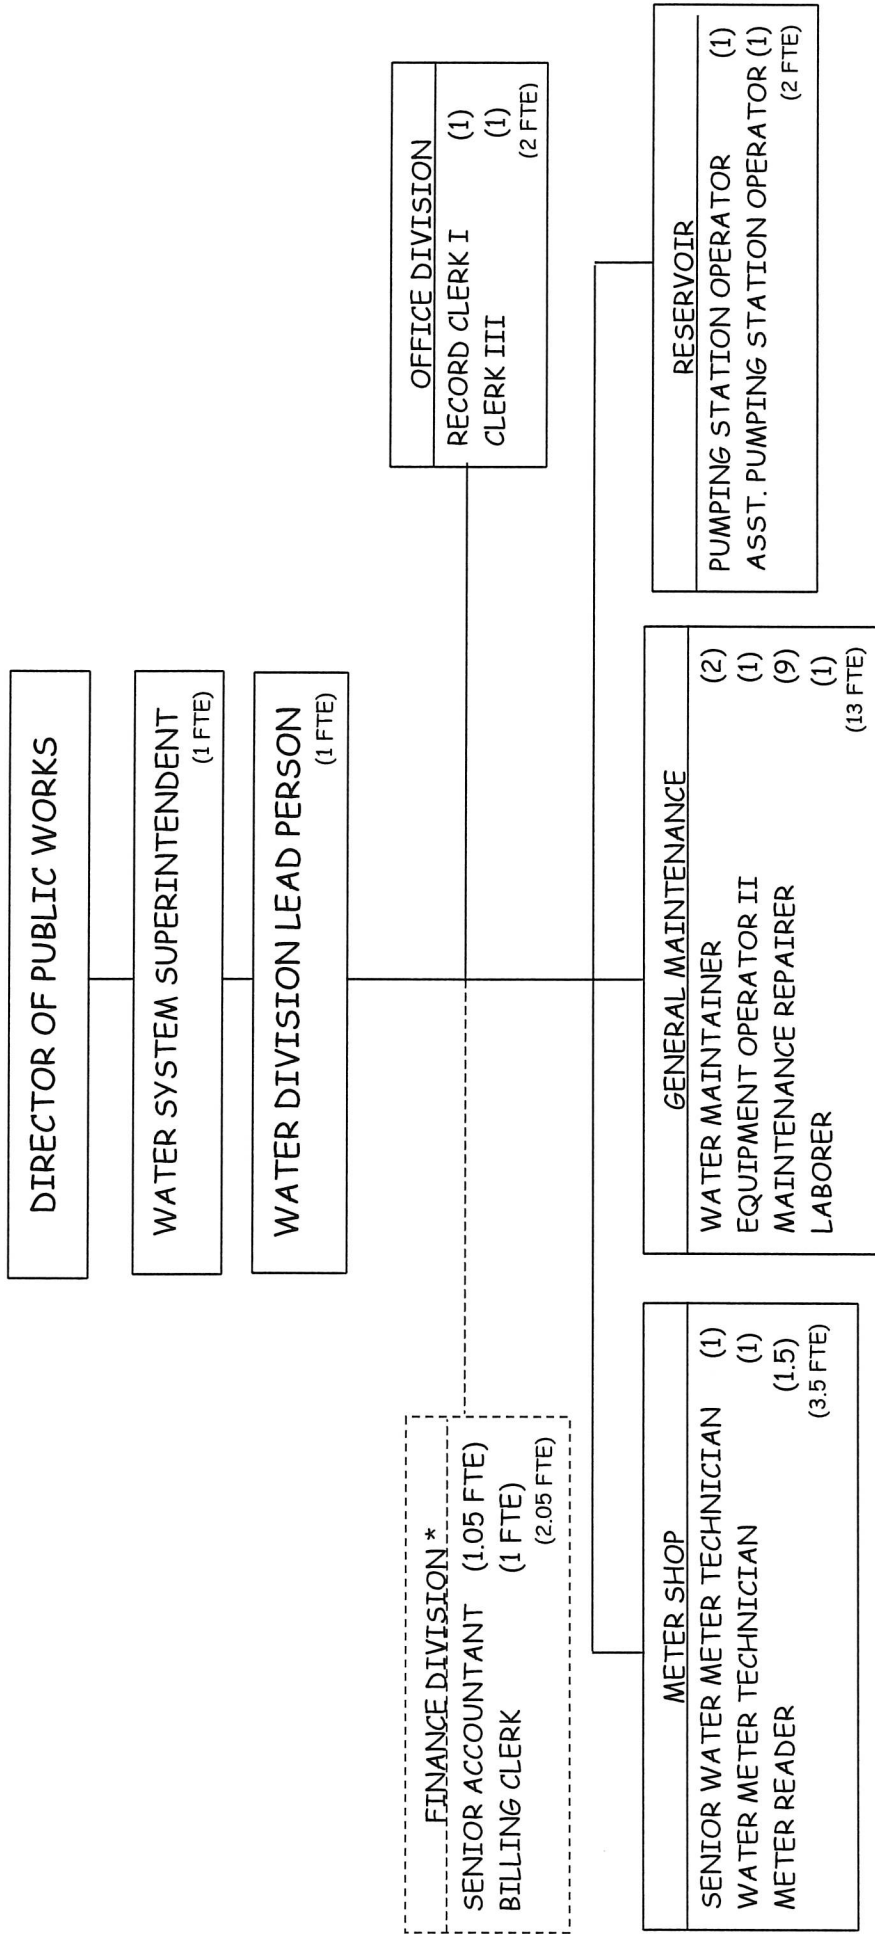 DIRECTOR OF PUBLIC WORKS
WATER SYSTEM SUPERINTENDENT
(1 FTE)
WATER DIVISION LEAD PERSON
(1 FTE)
FINANCE DIVISION *
SENIOR ACCOUNTANT (1.05 FTE)
BILLING CLERK (1 FTE)
(2.05 FTE)
OFFICE DIVISION
RECORD CLERK I (1)
CLERK III (1)
(2 FTE)
METER SHOP
SENIOR WATER METER TECHNICIAN (1)
WATER METER TECHNICIAN (1)
METER READER (1.5)
(3.5 FTE)
GENERAL MAINTENANCE
WATER MAINTAINER (2)
EQUIPMENT OPERATOR II (1)
MAINTENANCE REPAIRER (9)
LABORER (1)
(13 FTE)
RESERVOIR
PUMPING STATION OPERATOR (1)
ASST. PUMPING STATION OPERATOR (1)
(2 FTE)